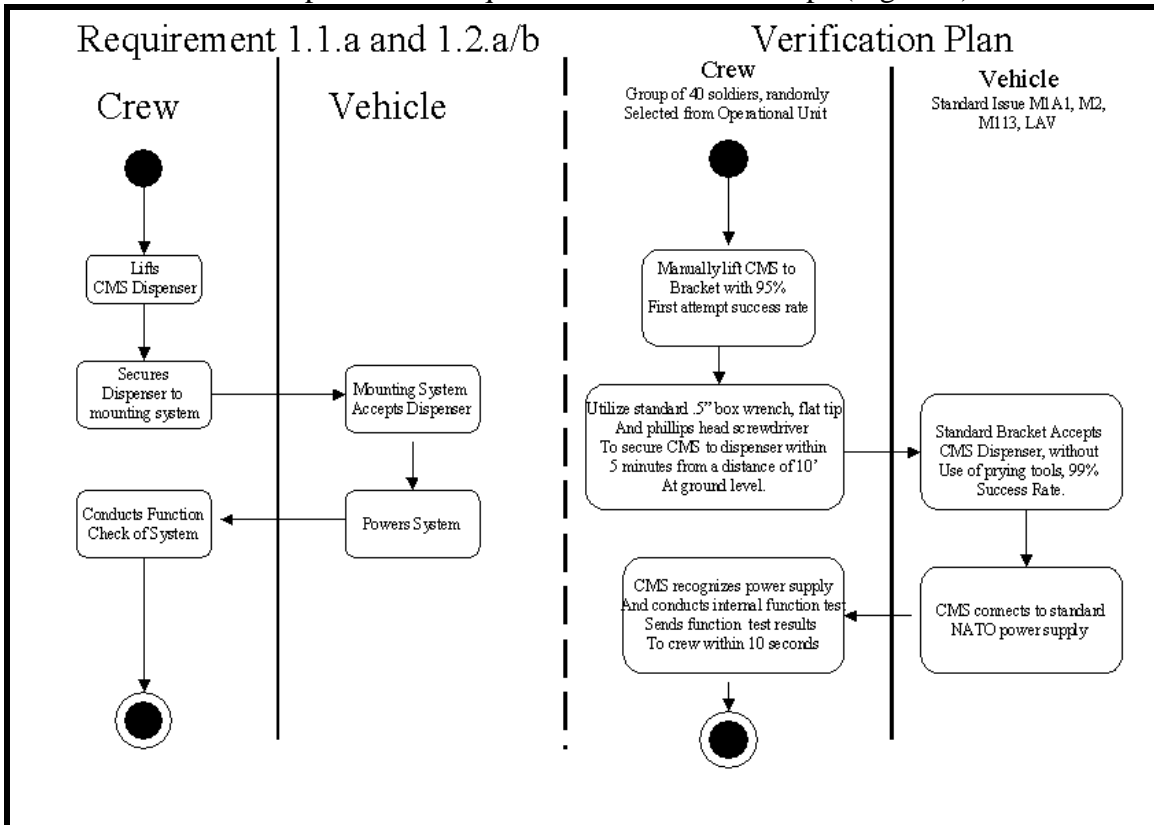 Requirement 1.1.a and 1.2.a/b
Crew
Vehicle
Lifts
CMS Dispenser
Secures
Dispenser to
mounting system
Mounting System
Accepts Dispenser
Powers System
Conducts Function
Check of System
Verification Plan
Crew
Group of 40 soldiers, randomly
Selected from Operational Unit
Vehicle
Standard Issue M1A1, M2,
M113, LAV
Manually lift CMS to
Bracket with 95%
First attempt success rate
Utilize standard .5" box wrench, flat tip
And phillips head screwdriver
To secure CMS to dispenser within
5 minutes from a distance of 10'
At ground level.
Standard Bracket Accepts
CMS Dispenser, without
Use of prying tools, 99%
Success Rate.
CMS connects to standard
NATO power supply
CMS recognizes power supply
And conducts internal function test
Sends function test results
To crew within 10 seconds